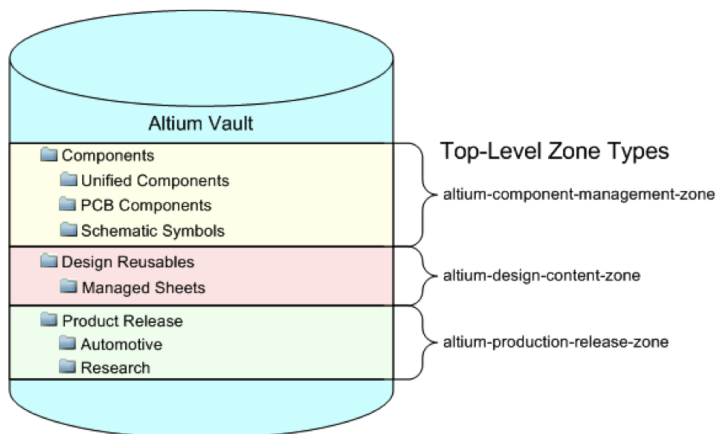 Altium Vault
Components
Unified Components
PCB Components
Schematic Symbols
Design Reusables
Managed Sheets
Product Release
Automotive
Research
Top-Level Zone Types
altium-component-management-zone
altium-design-content-zone
altium-production-release-zone